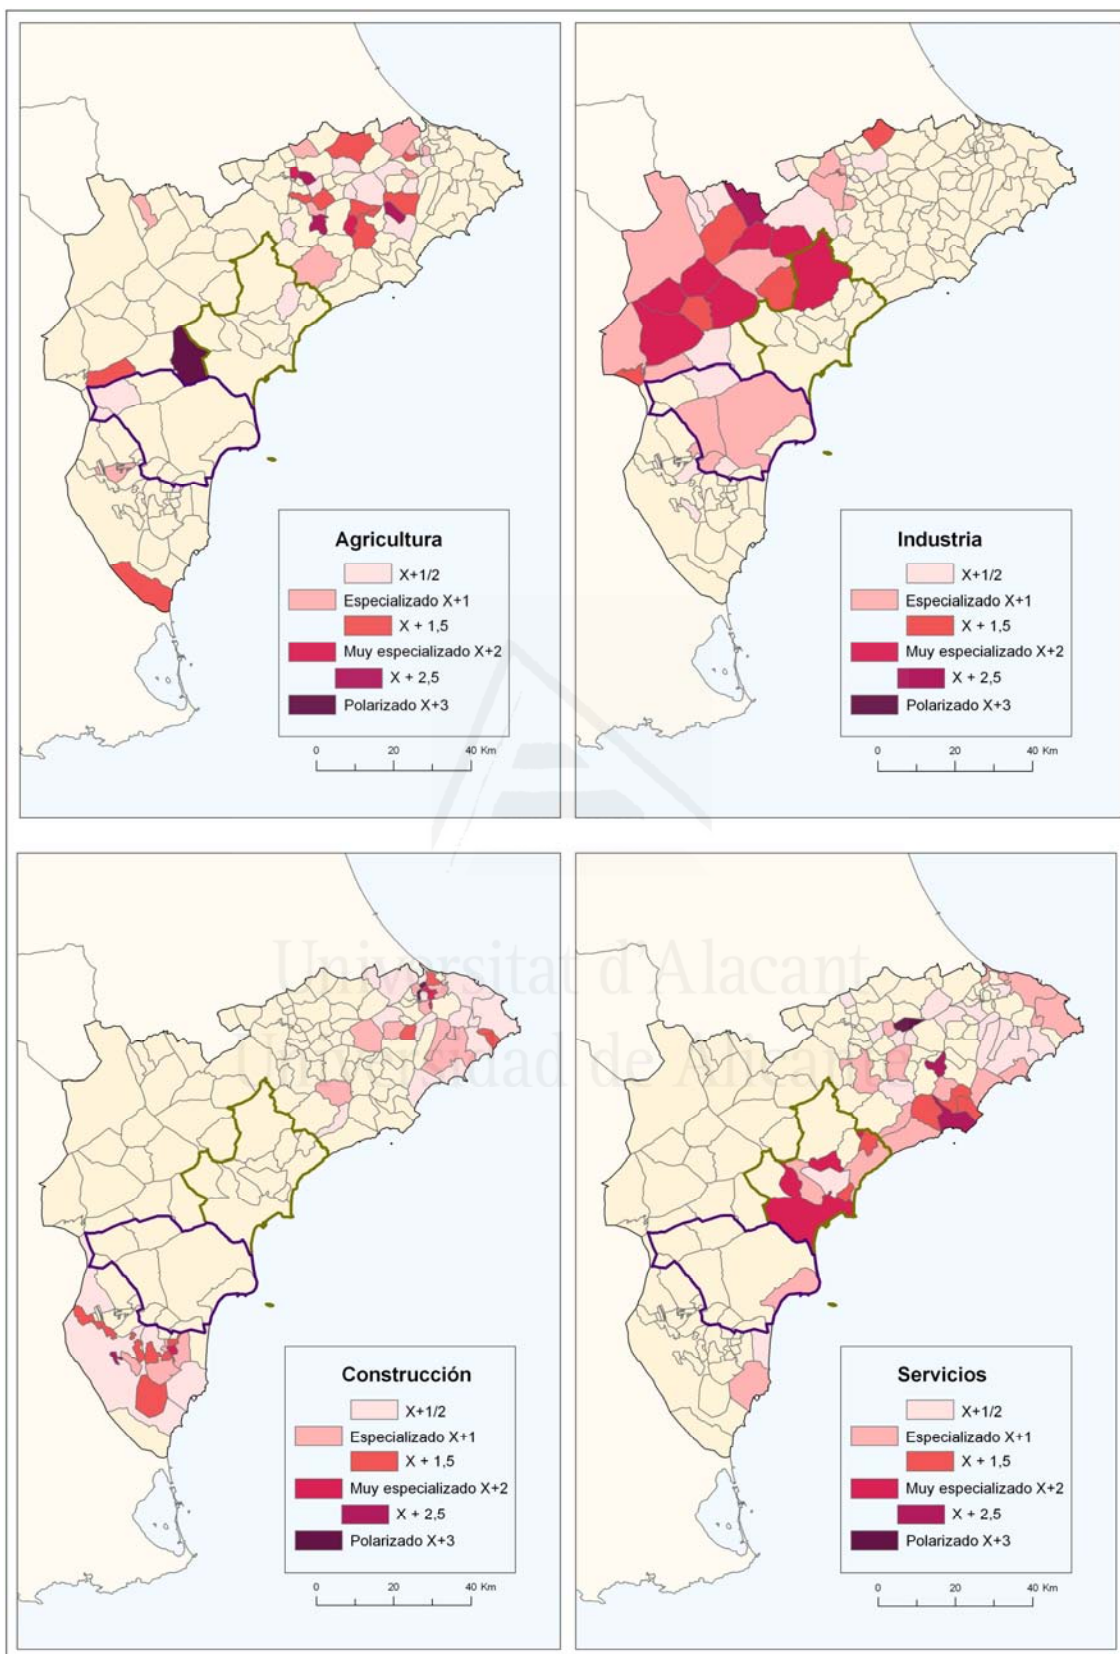 Agricultura
X+1/2
Especializado X+1
X + 1,5
Muy especializado X+2
X + 2,5
Polarizado X+3
0 20 40 Km
Industria
X+1/2
Especializado X+1
X + 1,5
Muy especializado X+2
X + 2,5
Polarizado X+3
0 20 40 Km
Universitat d'Alacant
Universidad de Alicante
Construcción
X+1/2
Especializado X+1
X + 1,5
Muy especializado X+2
X + 2,5
Polarizado X+3
0 20 40 Km
Servicios
X+1/2
Especializado X+1
X + 1,5
Muy especializado X+2
X + 2,5
Polarizado X+3
0 20 40 Km